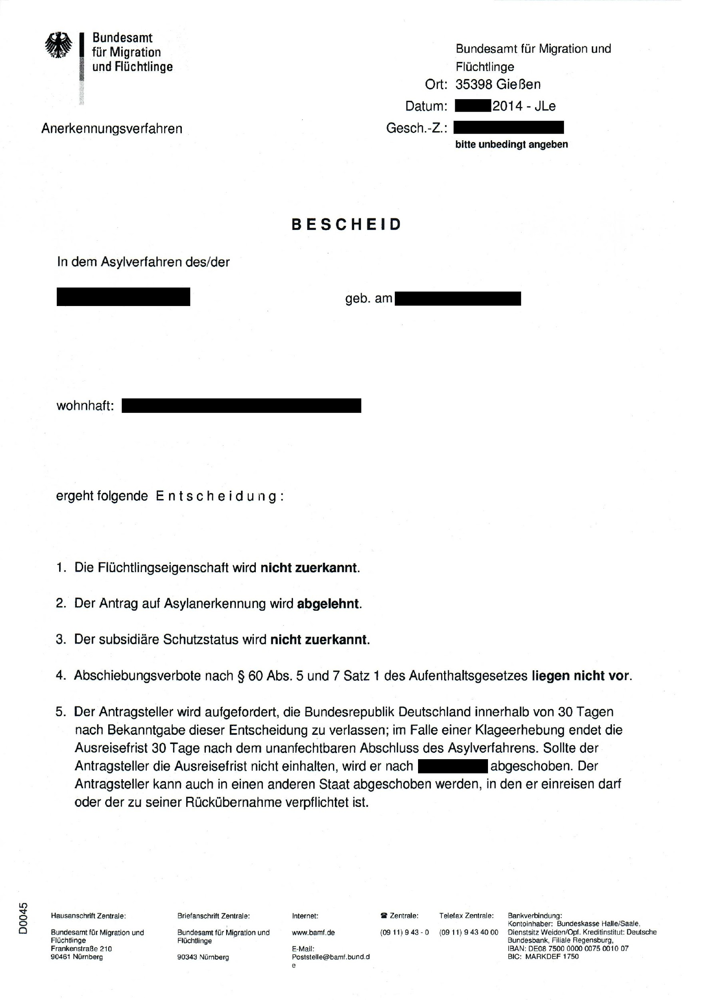 Bundesamt
für Migration
und Flüchtlinge
Bundesamt für Migration und
Flüchtlinge
Ort: 35398 Gießen
Datum: 2014 - JLe
Anerkennungsverfahren
Gesch.-Z.:
bitte unbedingt angeben
BESCHEID
In dem Asylverfahren des/der
geb. am
wohnhaft:
ergeht folgende Entscheidung:
1. Die Flüchtlingseigenschaft wird nicht zuerkannt.
2. Der Antrag auf Asylanerkennung wird abgelehnt.
3. Der subsidiäre Schutzstatus wird nicht zuerkannt.
4. Abschiebungsverbote nach § 60 Abs. 5 und 7 Satz 1 des Aufenthaltsgesetzes liegen nicht vor.
5. Der Antragsteller wird aufgefordert, die Bundesrepublik Deutschland innerhalb von 30 Tagen
nach Bekanntgabe dieser Entscheidung zu verlassen; im Falle einer Klageerhebung endet die
Ausreisefrist 30 Tage nach dem unanfechtbaren Abschluss des Asylverfahrens. Sollte der
Antragsteller die Ausreisefrist nicht einhalten, wird er nach abgeschoben. Der
Antragsteller kann auch in einen anderen Staat abgeschoben werden, in den er einreisen darf
oder der zu seiner Rückübernahme verpflichtet ist.
D0045
Hausanschrift Zentrale:
Bundesamt für Migration und
Flüchtlinge
Frankenstraße 210
90461 Nürnberg
Briefanschrift Zentrale:
Bundesamt für Migration und
Flüchtlinge
90343 Nürnberg
Internet:
www.bamf.de
E-Mail:
Poststelle@bamf.bund.d
e
☎ Zentrale:
(09 11) 9 43 - 0
Telefax Zentrale:
(09 11) 9 43 40 00
Bankverbindung:
Kontoinhaber: Bundeskasse Halle/Saale,
Dienstsitz Weiden/Opf. Kreditinstitut: Deutsche
Bundesbank, Filiale Regensburg,
IBAN: DE08 7500 0000 0075 0010 07
BIC: MARKDEF 1750